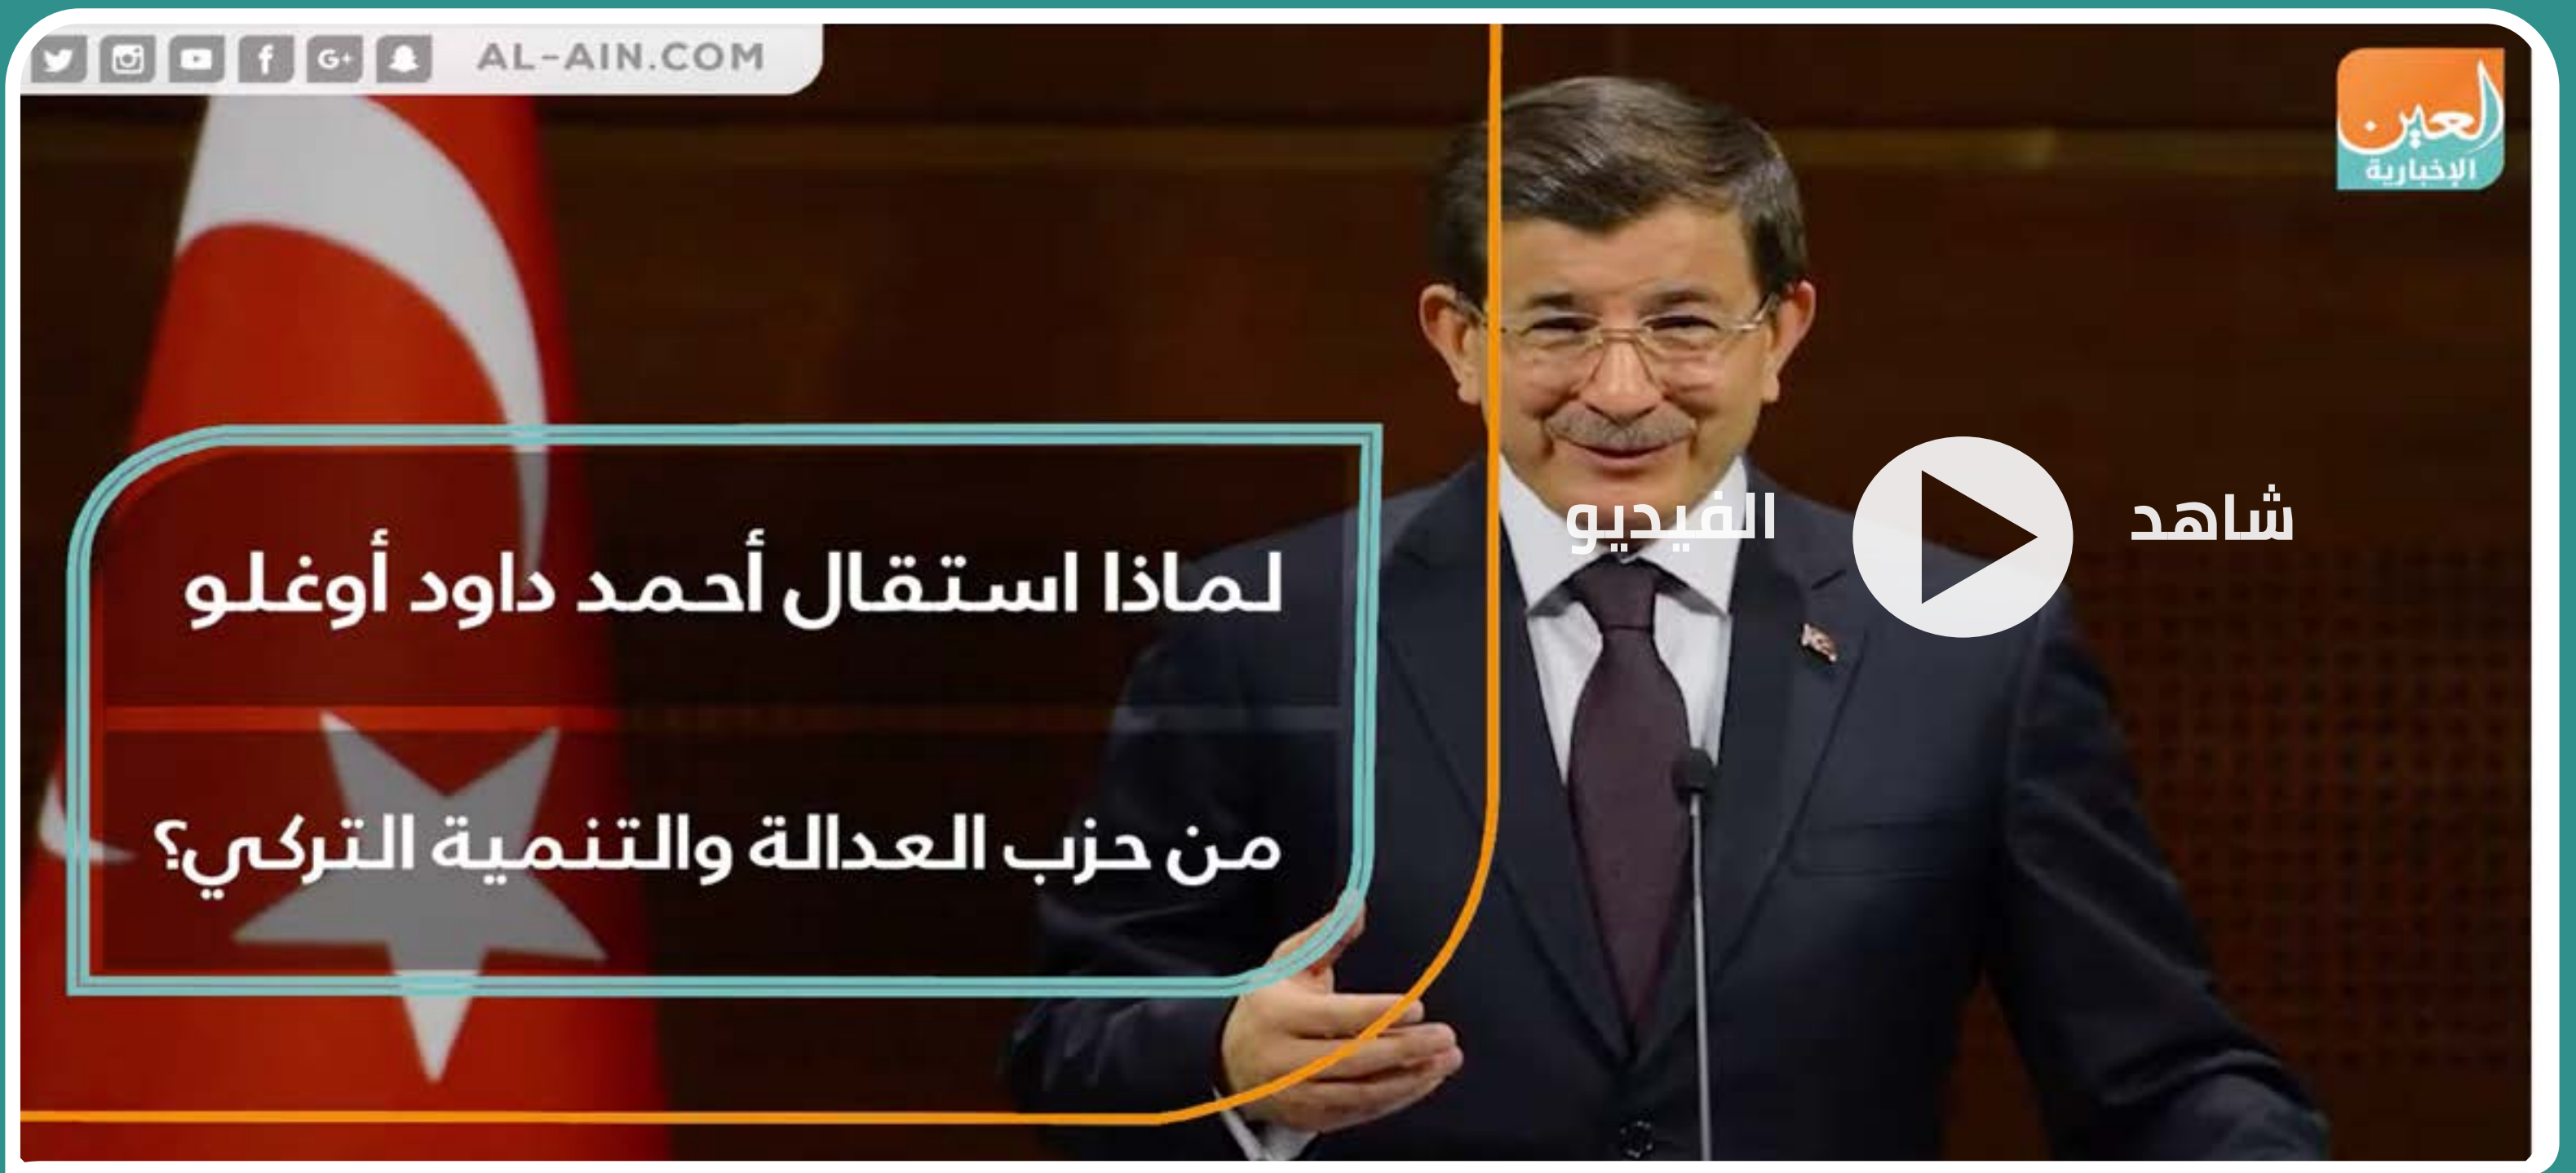 AL-AIN.COM
العين
الإخبارية
شاهد الفيديو
لماذا استقال أحمد داود أوغلو
من حزب العدالة والتنمية التركي؟